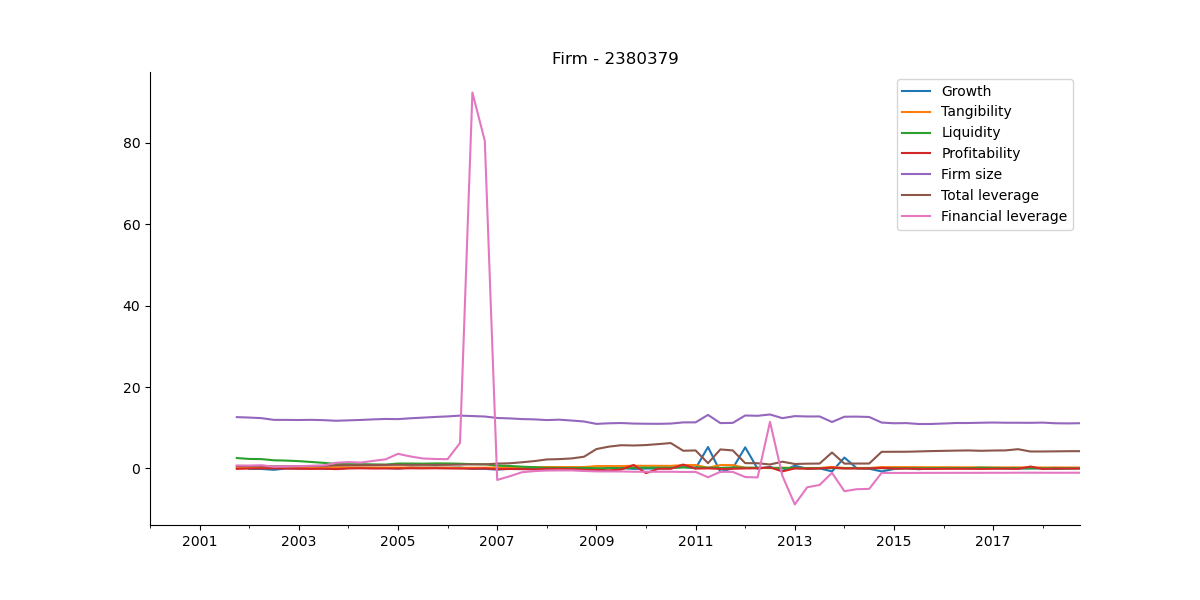 Firm - 2380379
Growth
Tangibility
Liquidity
Profitability
Firm size
Total leverage
Financial leverage
80
60
40
20
0
2001 2003 2005 2007 2009 2011 2013 2015 2017